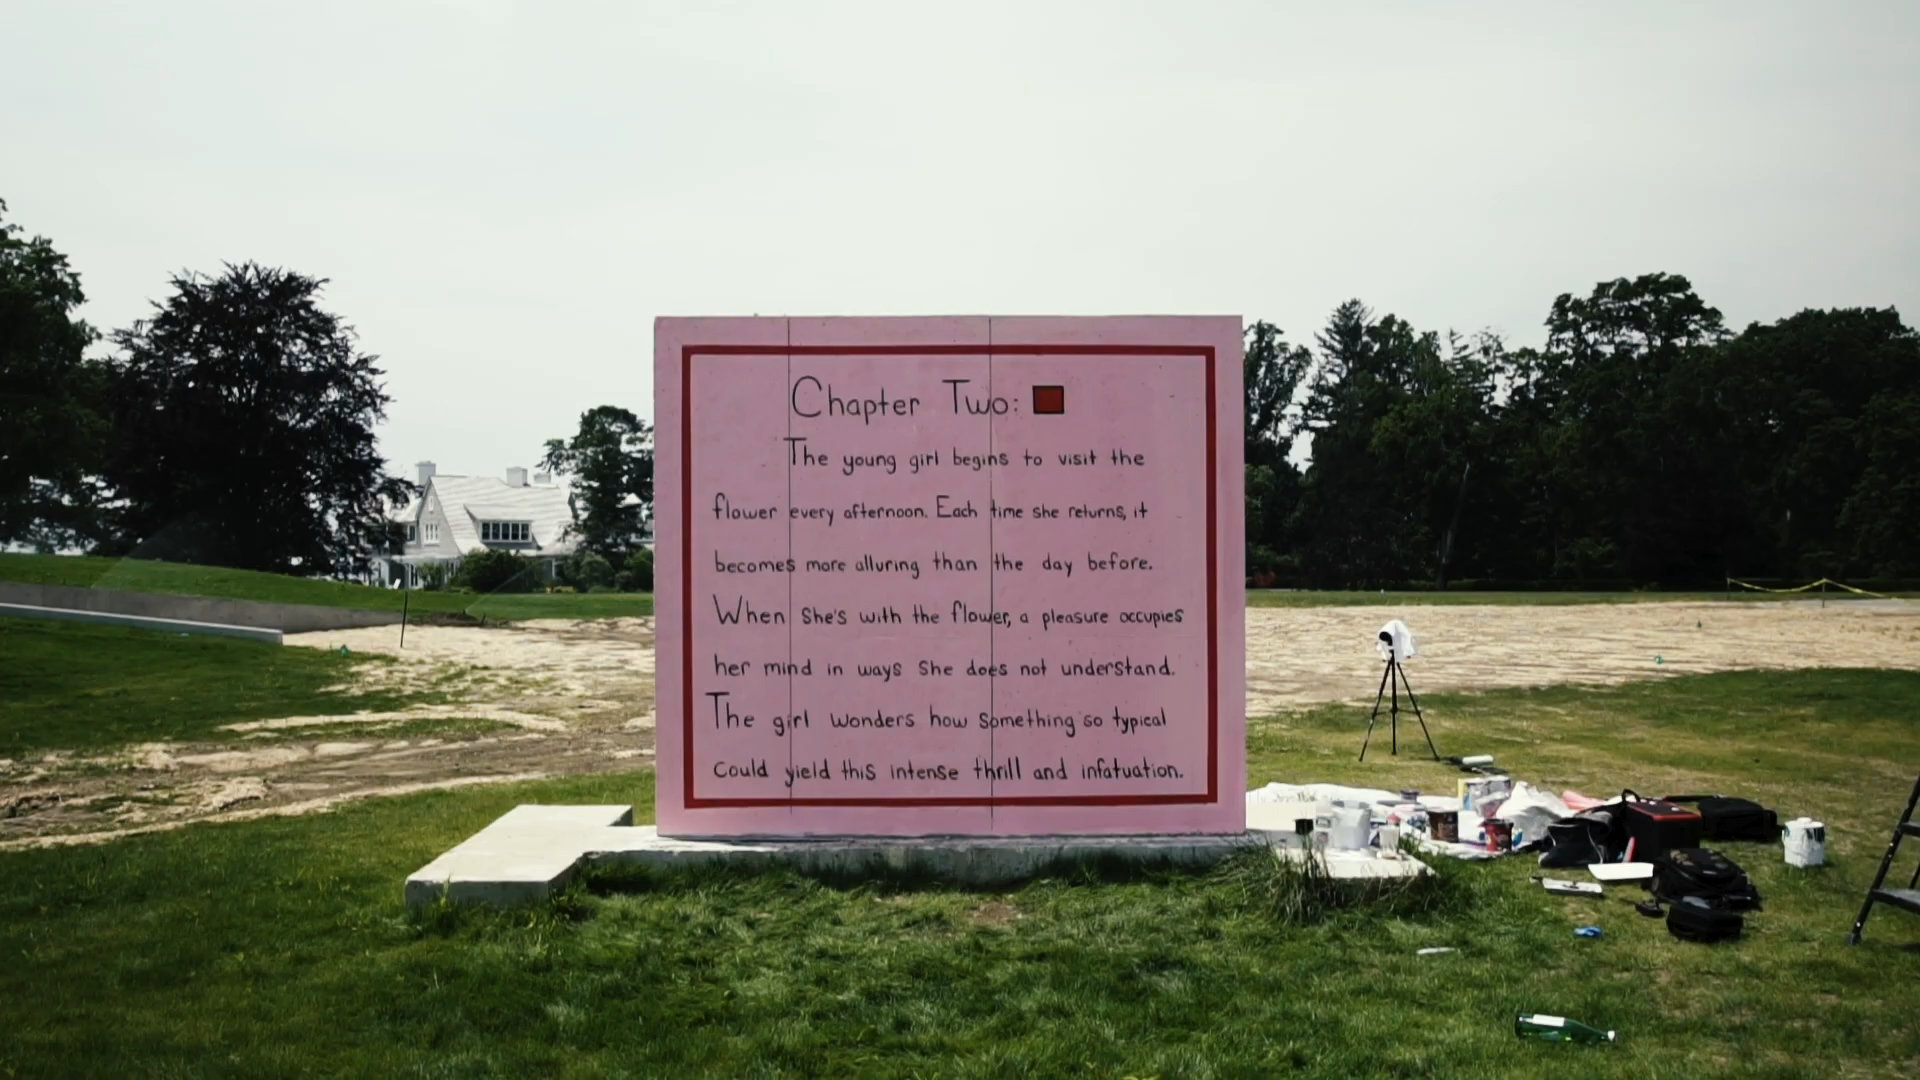 Chapter Two:
The young girl begins to visit the
flower every afternoon. Each time she returns, it
becomes more alluring than the day before.
When She's with the flower, a pleasure occupies
her mind in ways She does not understand.
The girl wonders how something so typical
Could yield this intense thrill and infatuation.